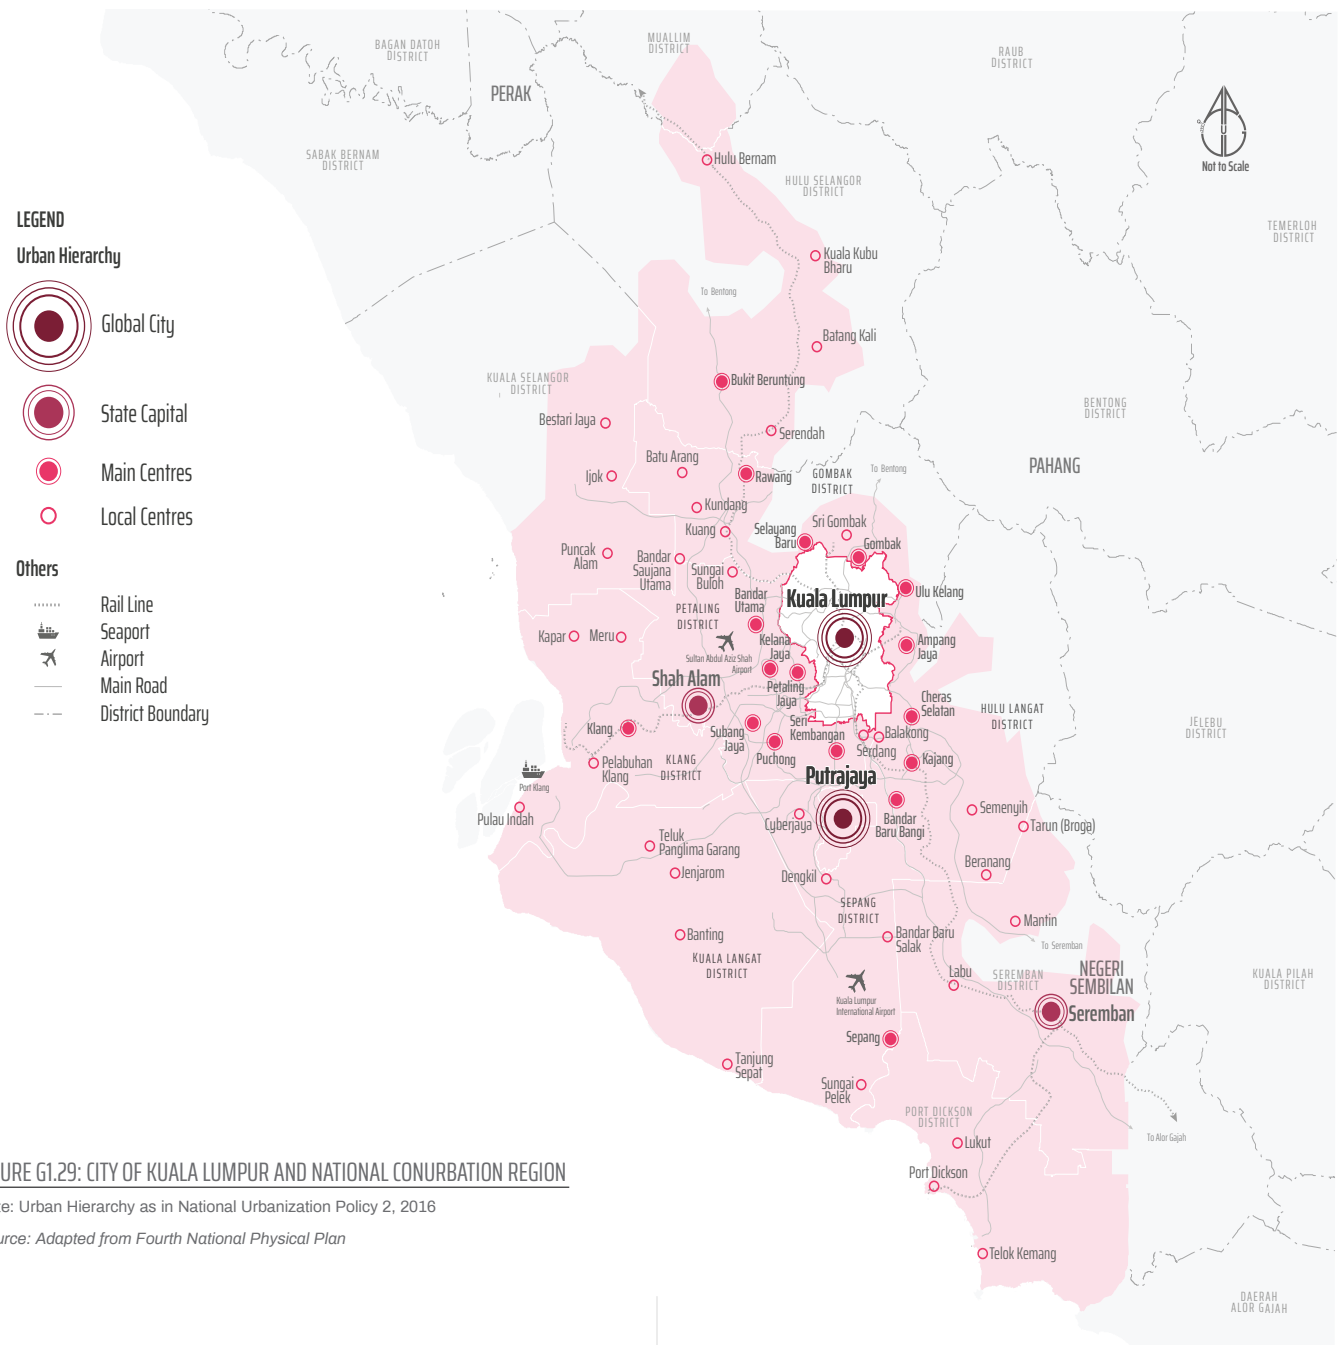 BAGAN DATOH
DISTRICT
MUALLIM
DISTRICT
RAUB
DISTRICT
PERAK
SABAK BERNAM
DISTRICT
Hulu Bernam
HULU SELANGOR
DISTRICT
Not to Scale
TEMERLOH
DISTRICT
LEGEND
Urban Hierarchy
Global City
State Capital
Main Centres
Local Centres
Others
Rail Line
Seaport
Airport
Main Road
District Boundary
Kuala Kubu
Bharu
To Bentong
Batang Kali
KUALA SELANGOR
DISTRICT
Bukit Beruntung
BENTONG
DISTRICT
Bestari Jaya
Serendah
Batu Arang
Ijok
Rawang
GOMBAK
DISTRICT
To Bentong
PAHANG
Kundang
Kuang
Selayang
Baru
Sri Gombak
Gombak
Puncak
Alam
Bandar
Saujana
Utama
Sungai
Buloh
Bandar
Utama
Kuala Lumpur
Ulu Kelang
PETALING
DISTRICT
Kapar
Meru
Kelana
Jaya
Ampang
Jaya
Sultan Abdul Aziz Shah
Airport
Shah Alam
Petaling
Jaya
Cheras
Selatan
HULU LANGAT
DISTRICT
JELEBU
DISTRICT
Klang
Subang
Jaya
Seri
Kembangan
Balakong
Serdang
Puchong
Kajang
Pelabuhan
Klang
KLANG
DISTRICT
Putrajaya
Port Klang
Pulau Indah
Cyberjaya
Bandar
Baru Bangi
Semenyih
Tarun (Broga)
Teluk
Panglima Garang
Beranang
Jenjarom
Dengkil
SEPANG
DISTRICT
Mantin
Banting
Bandar Baru
Salak
To Seremban
KUALA LANGAT
DISTRICT
Labu
SEREMBAN
DISTRICT
NEGERI
SEMBILAN
KUALA PILAH
DISTRICT
Kuala Lumpur
International Airport
Seremban
Sepang
Tanjung
Sepat
Sungai
Pelek
PORT DICKSON
DISTRICT
To Alor Gajah
Lukut
Port Dickson
Telok Kemang
DAERAH
ALOR GAJAH
URE G1.29: CITY OF KUALA LUMPUR AND NATIONAL CONURBATION REGION
te: Urban Hierarchy as in National Urbanization Policy 2, 2016
urce: Adapted from Fourth National Physical Plan